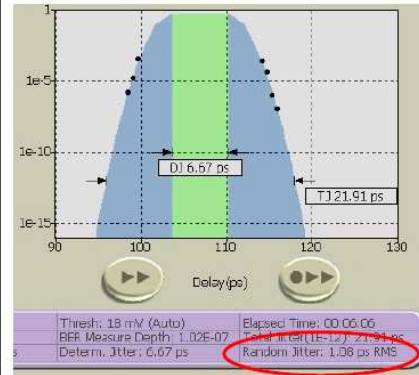 1
1e-5
DJ 6.67 ps
1e-10
TJ 21.91 ps
1e-15
90 100 110 120 130
Delay(ps)
Thresh: 18 mV (Auto) Elapsed Time: 00:06:06
BER Measure Depth: 1.02E-07 Total Jitter(1E-12): 21.91 ps
s Determ. Jitter: 6.67 ps Random Jitter: 1.08 ps RMS